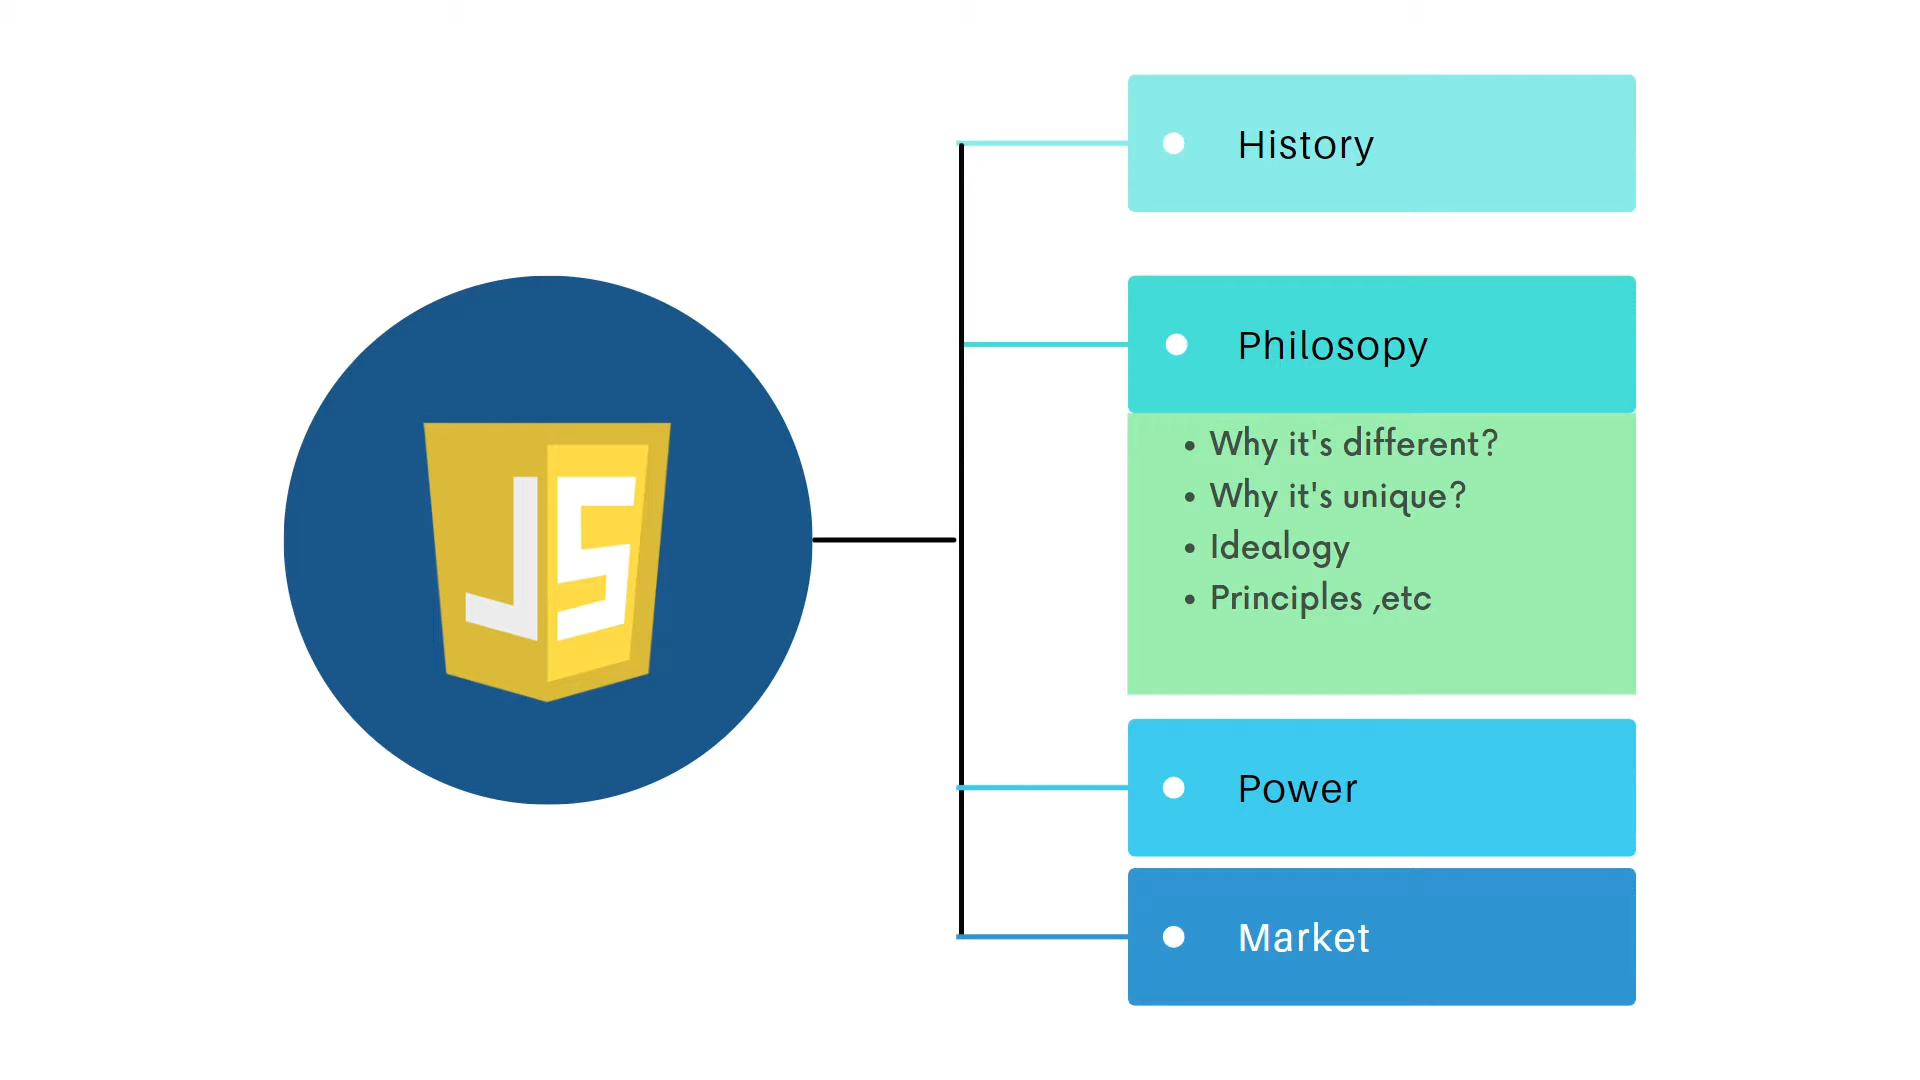 JS
History
Philosopy
• Why it's different?
• Why it's unique?
• Idealogy
• Principles ,etc
Power
Market